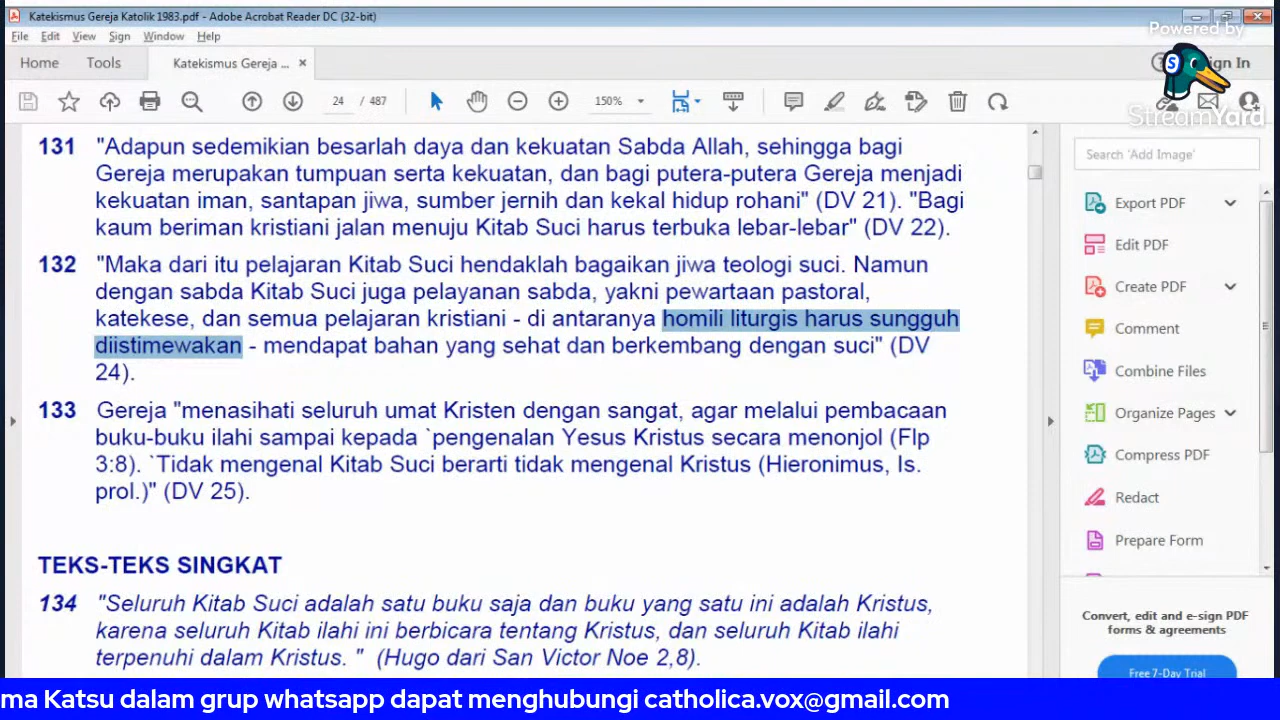 Katekismus Gereja Katolik 1983.pdf - Adobe Acrobat Reader DC (32-bit)
File Edit View Sign Window Help
Powered by
StreamYard
Home Tools Katekismus Gereja ... × Sign In
24 / 487 150%
131 "Adapun sedemikian besarlah daya dan kekuatan Sabda Allah, sehingga bagi
Gereja merupakan tumpuan serta kekuatan, dan bagi putera-putera Gereja menjadi
kekuatan iman, santapan jiwa, sumber jernih dan kekal hidup rohani" (DV 21). "Bagi
kaum beriman kristiani jalan menuju Kitab Suci harus terbuka lebar-lebar" (DV 22).
132 "Maka dari itu pelajaran Kitab Suci hendaklah bagaikan jiwa teologi suci. Namun
dengan sabda Kitab Suci juga pelayanan sabda, yakni pewartaan pastoral,
katekese, dan semua pelajaran kristiani - di antaranya homili liturgis harus sungguh
diistimewakan - mendapat bahan yang sehat dan berkembang dengan suci" (DV
24).
133 Gereja "menasihati seluruh umat Kristen dengan sangat, agar melalui pembacaan
buku-buku ilahi sampai kepada `pengenalan Yesus Kristus secara menonjol (Flp
3:8). `Tidak mengenal Kitab Suci berarti tidak mengenal Kristus (Hieronimus, Is.
prol.)" (DV 25).
TEKS-TEKS SINGKAT
134 "Seluruh Kitab Suci adalah satu buku saja dan buku yang satu ini adalah Kristus,
karena seluruh Kitab ilahi ini berbicara tentang Kristus, dan seluruh Kitab ilahi
terpenuhi dalam Kristus. " (Hugo dari San Victor Noe 2,8).
Search 'Add Image'
Export PDF
Edit PDF
Create PDF
Comment
Combine Files
Organize Pages
Compress PDF
Redact
Prepare Form
Convert, edit and e-sign PDF
forms & agreements
Free 7-Day Trial
ma Katsu dalam grup whatsapp dapat menghubungi catholica.vox@gmail.com